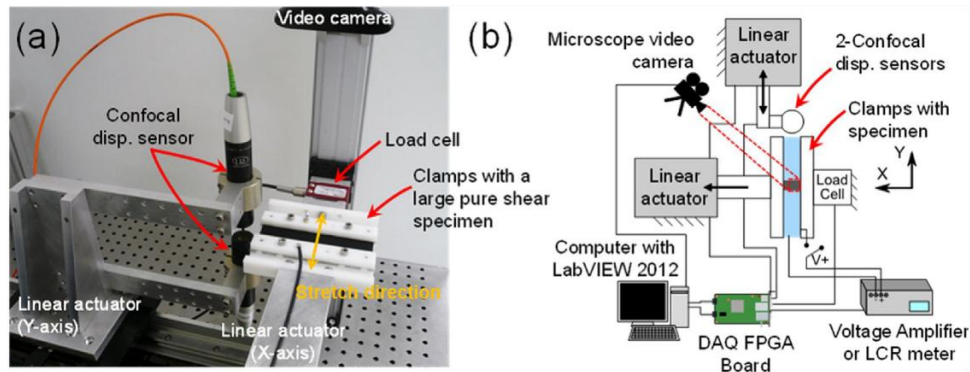 (a)
Video camera
Confocal
disp. sensor
Load cell
Clamps with a
large pure shear
specimen
Stretch direction
Linear actuator
(Y-axis)
Linear actuator
(X-axis)
(b)
Microscope video
camera
Linear
actuator
2-Confocal
disp. sensors
Clamps with
specimen
Linear
actuator
Load
Cell
Y
X
V+
Computer with
LabVIEW 2012
DAQ FPGA
Board
Voltage Amplifier
or LCR meter